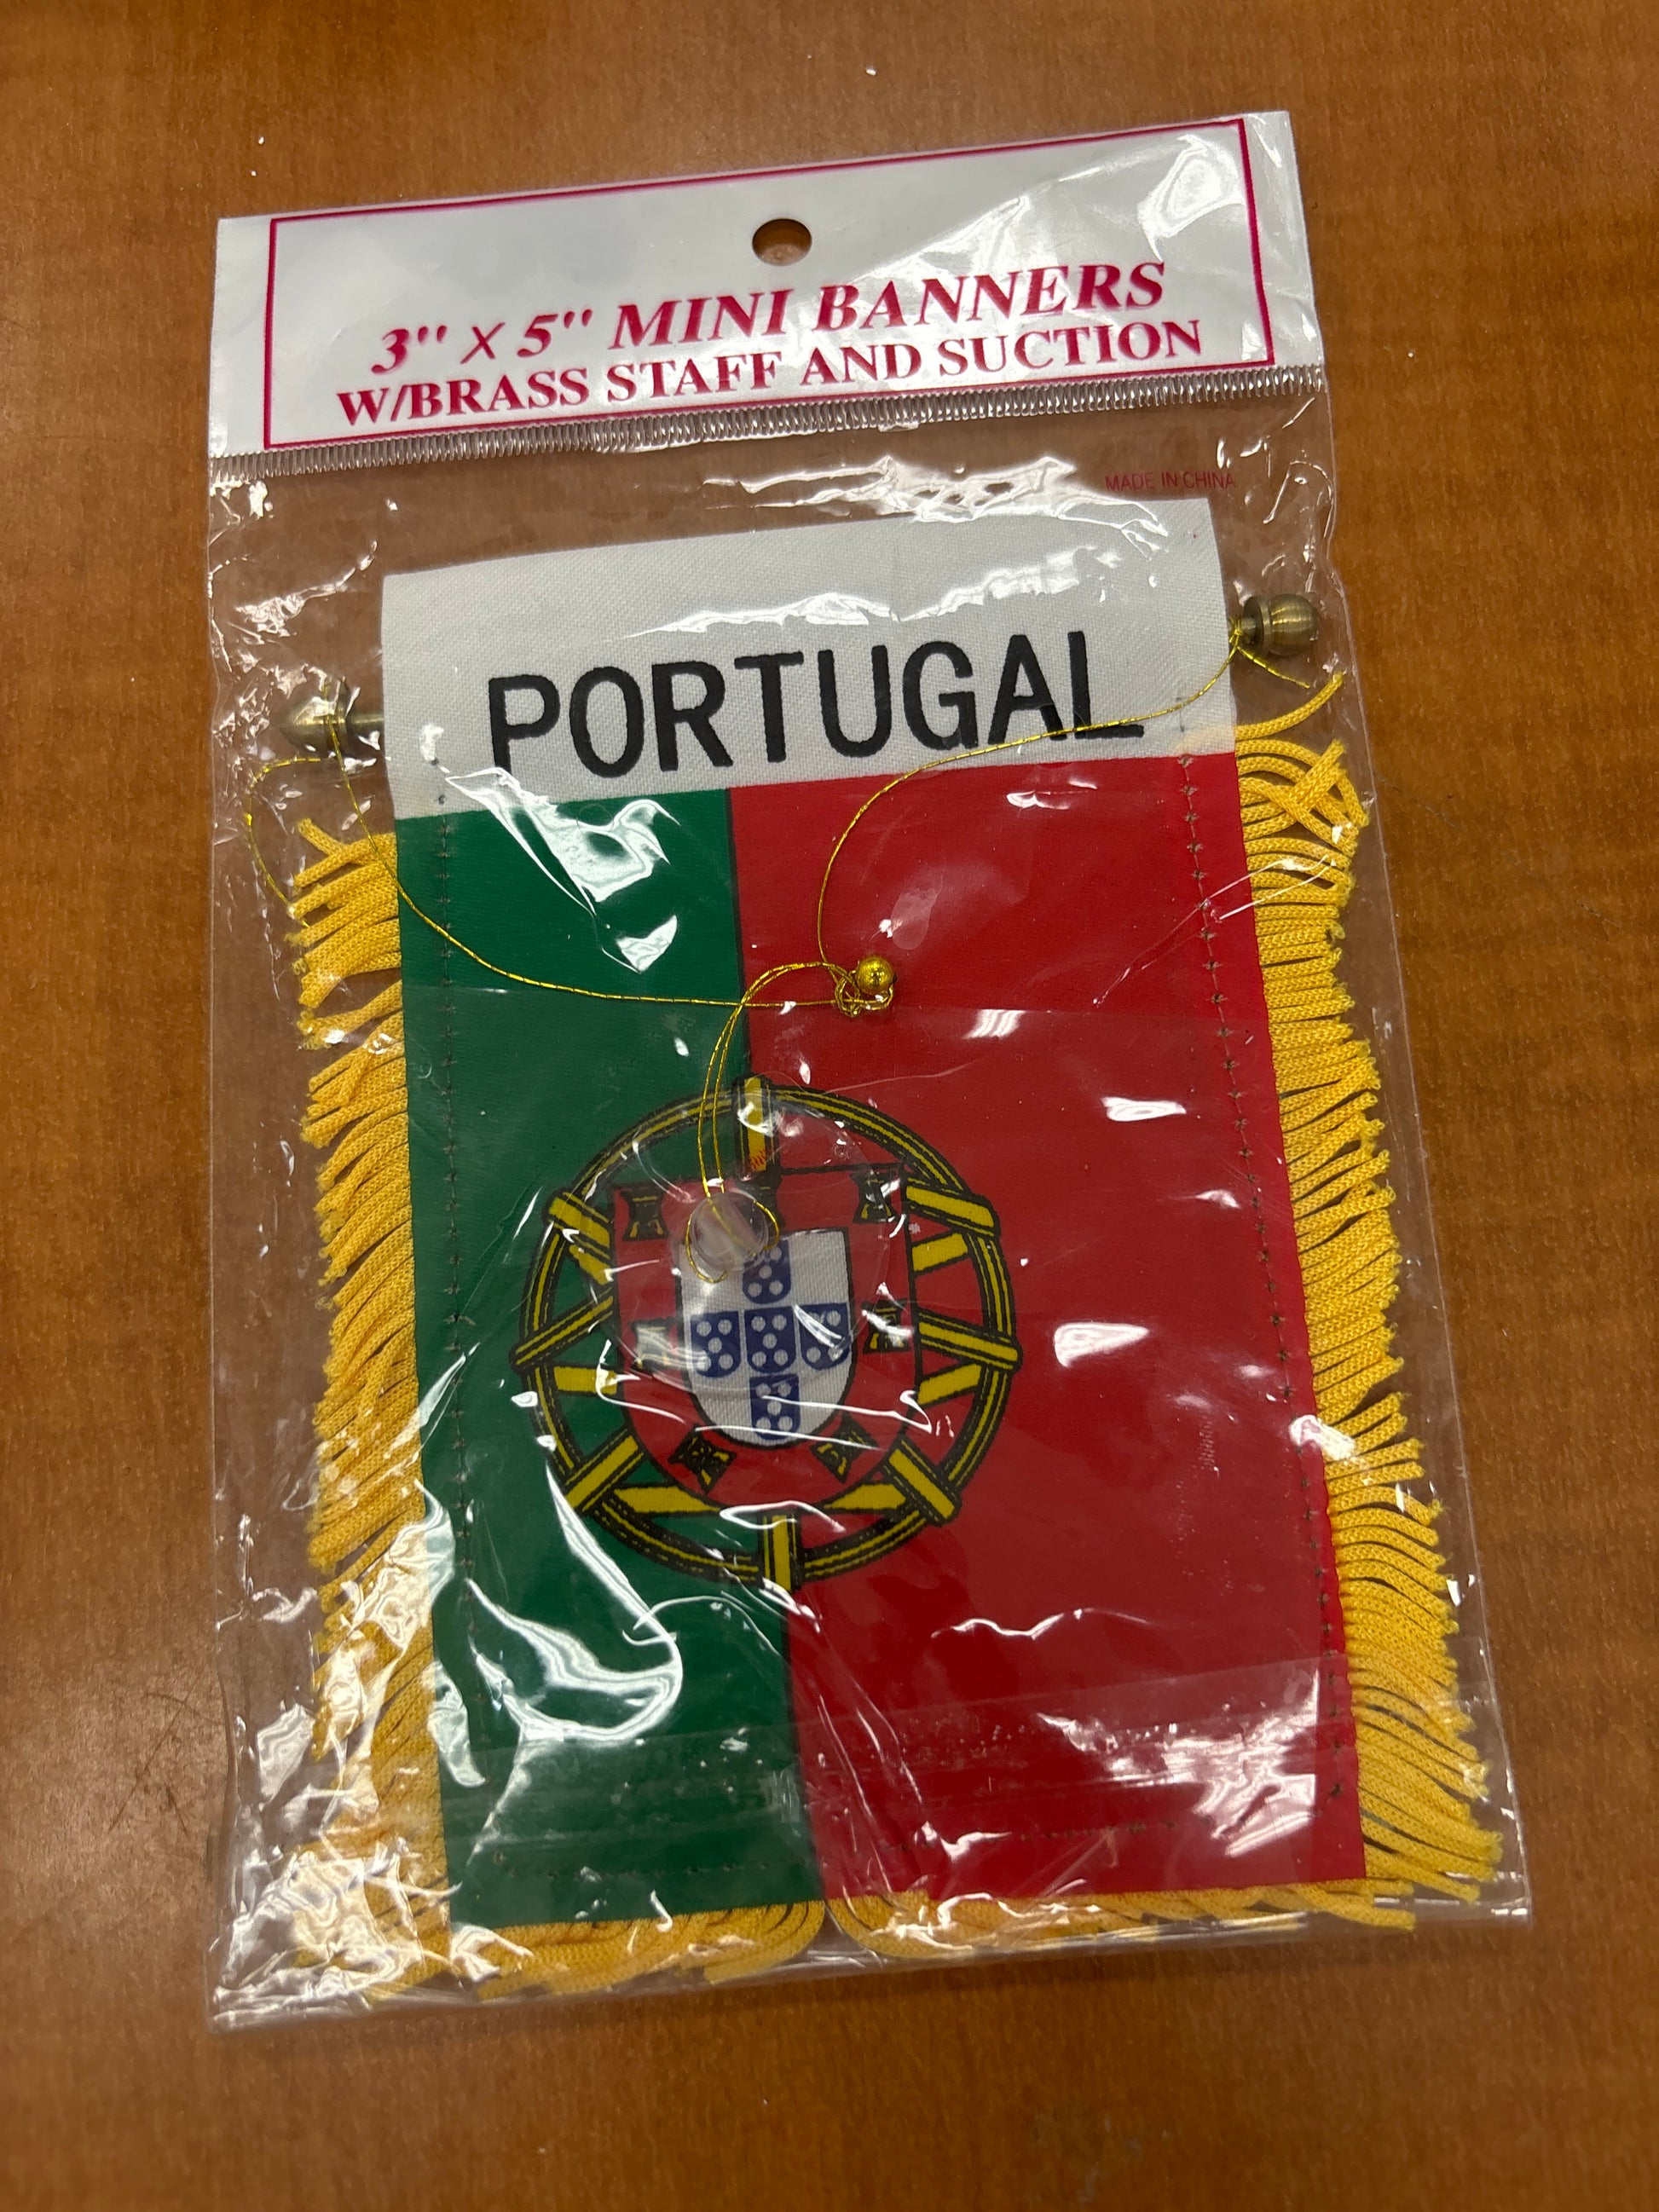 3" X 5" MINI BANNERS
W/BRASS STAFF AND SUCTION
MADE IN CHINA
PORTUGAL